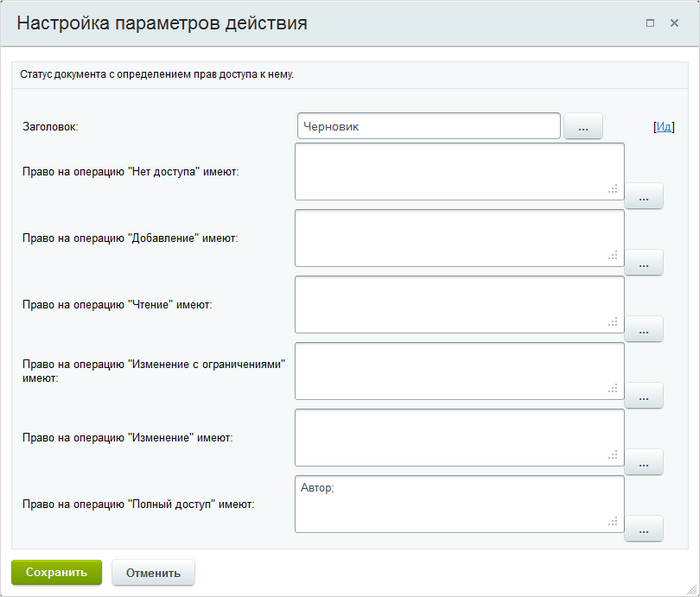 Настройка параметров действия
Статус документа с определением прав доступа к нему.
Заголовок: Черновик ... [Ид]
Право на операцию "Нет доступа" имеют: ...
Право на операцию "Добавление" имеют: ...
Право на операцию "Чтение" имеют: ...
Право на операцию "Изменение с ограничениями"
имеют: ...
Право на операцию "Изменение" имеют: ...
Право на операцию "Полный доступ" имеют: Автор; ...
Сохранить Отменить